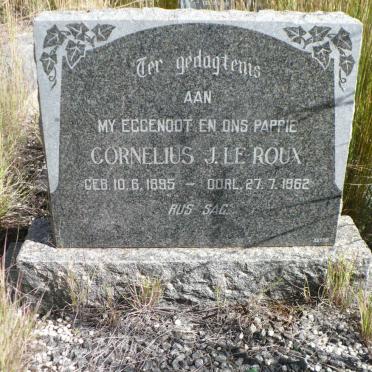 Ter gedagtenis
AAN
MY EGGENOOT EN ONS PAPPIE
CORNELIUS J. LE ROUX
GEB. 10.6.1895 - OORL. 27.7.1962
RUS SAG